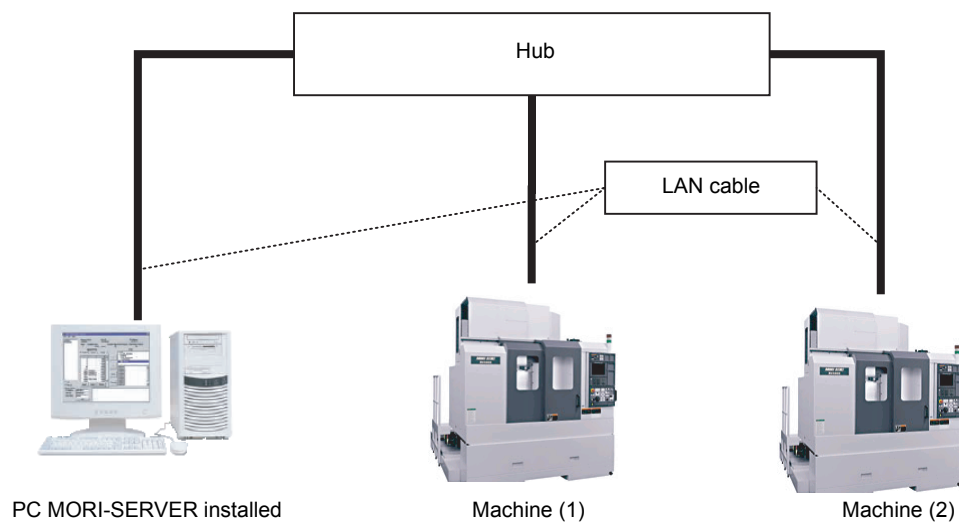 Hub
LAN cable
PC MORI-SERVER installed
Machine (1)
Machine (2)